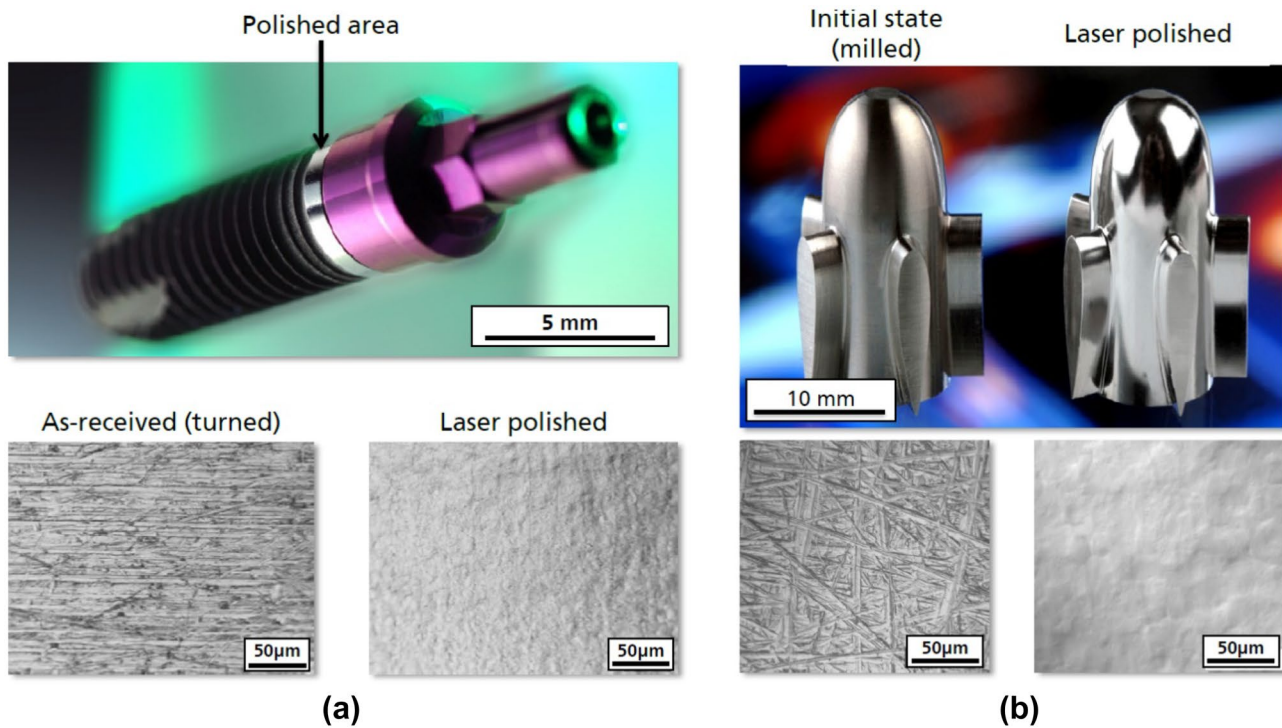 Polished area
5 mm
As-received (turned)
Laser polished
50µm
50µm
(a)
Initial state
(milled)
Laser polished
10 mm
50µm
50µm
(b)